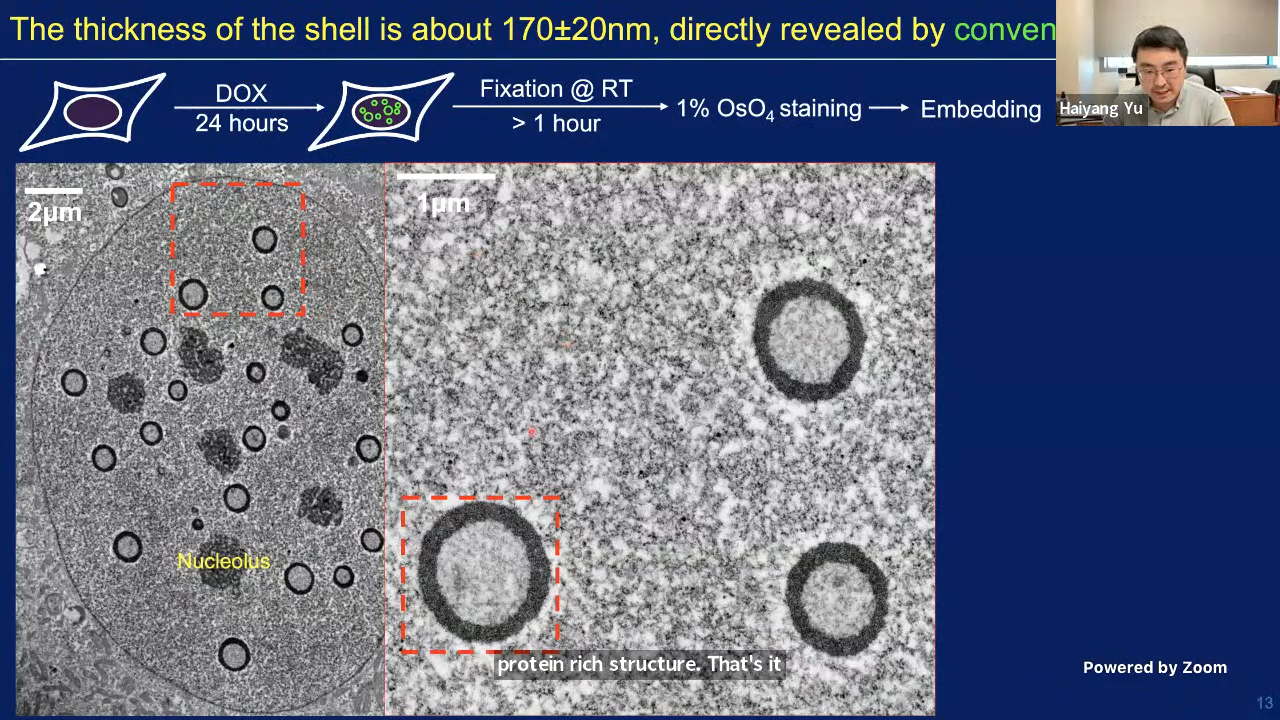 The thickness of the shell is about 170±20nm, directly revealed by conven
DOX
24 hours
Fixation @ RT
> 1 hour
1% OsO₄ staining
Embedding
Haiyang Yu
2µm
1µm
Nucleolus
protein rich structure. That's it
Powered by Zoom
13